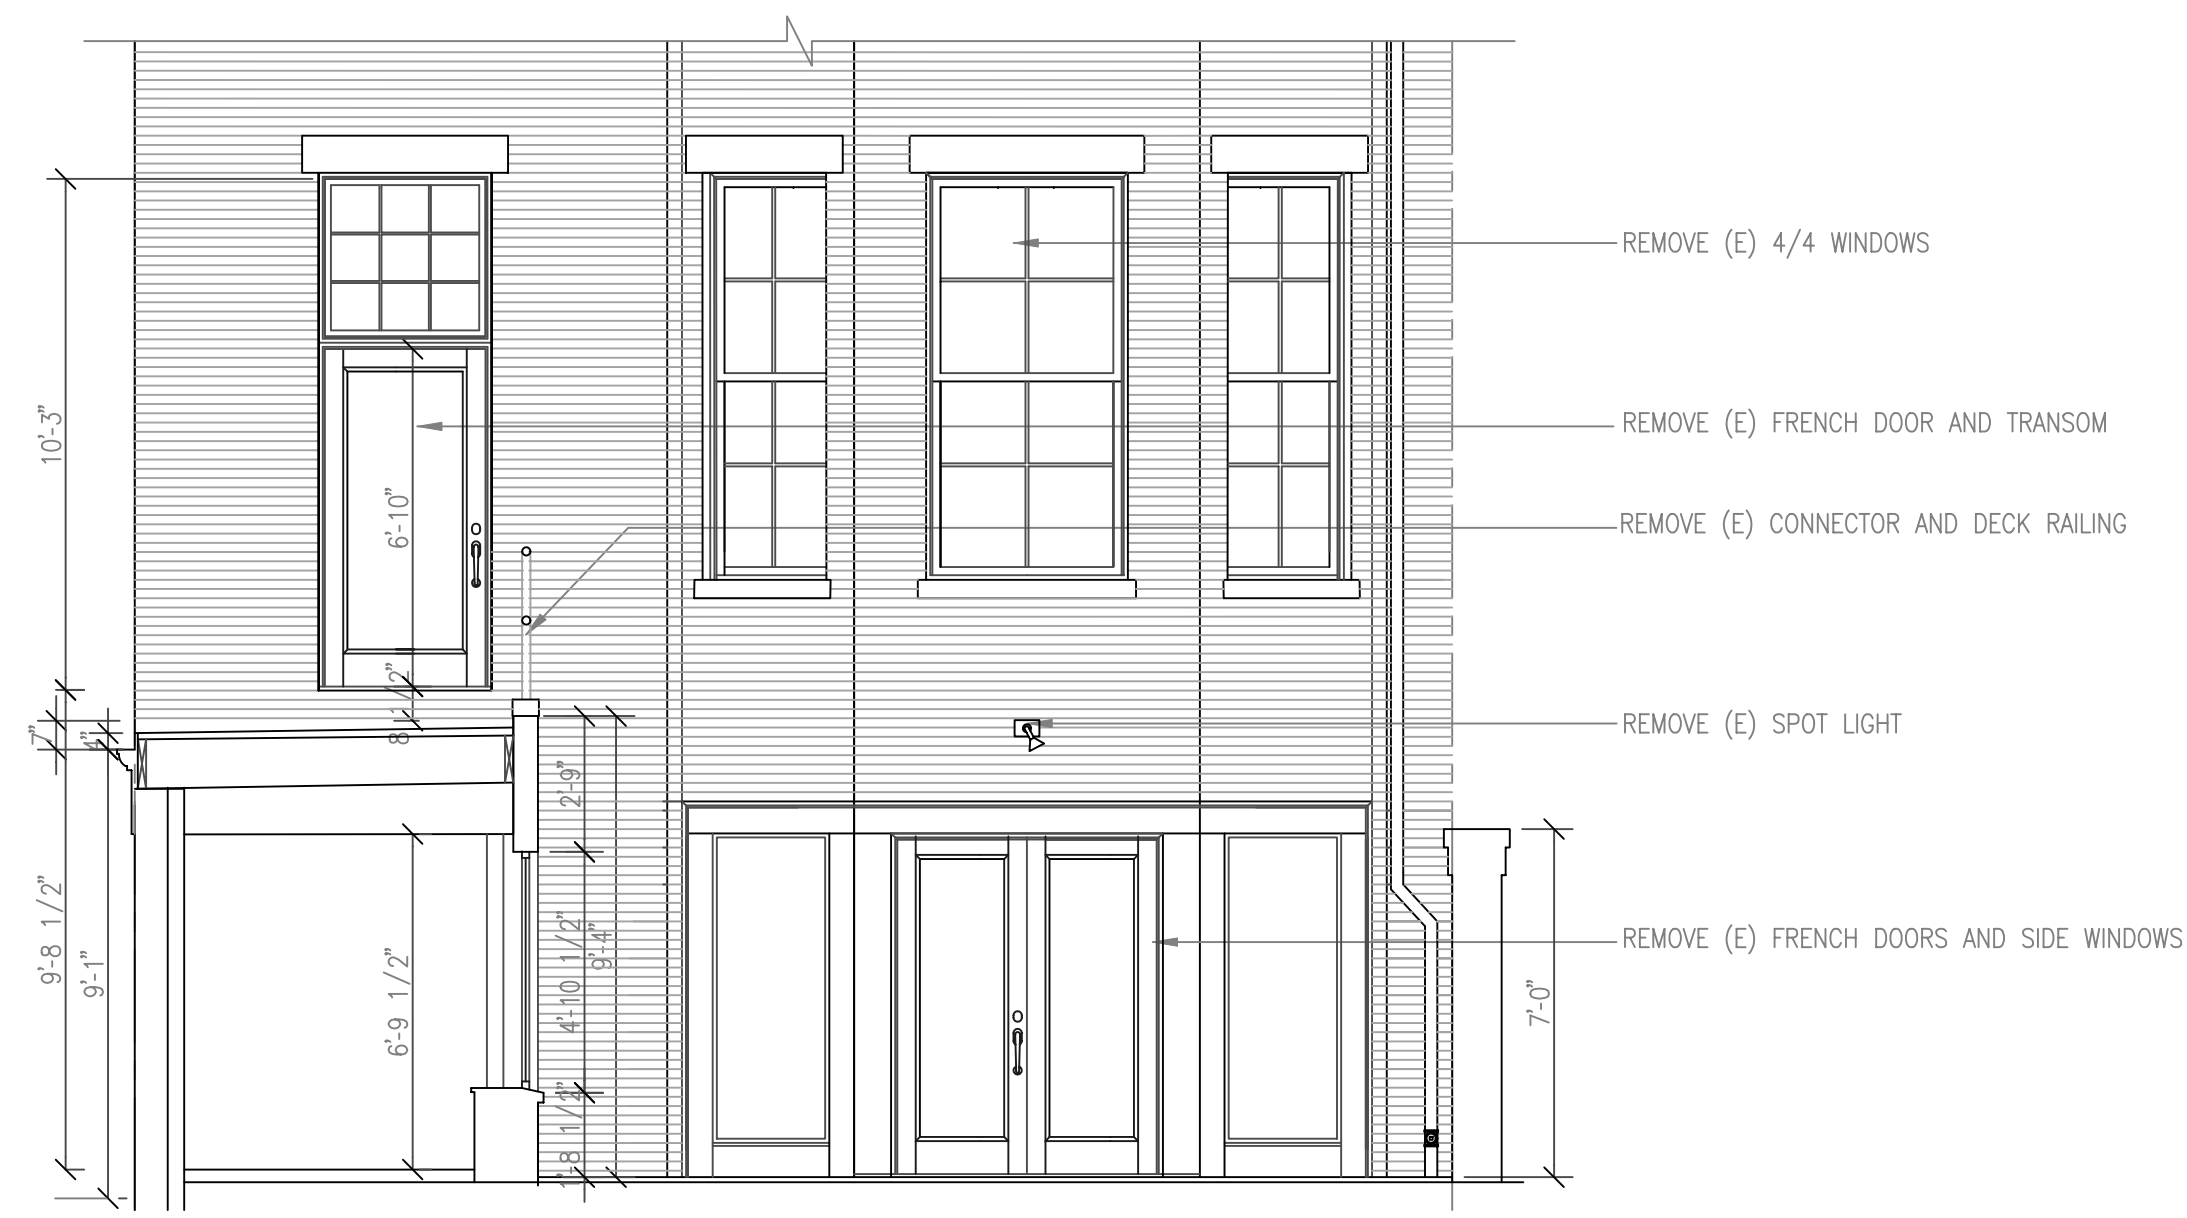 REMOVE (E) 4/4 WINDOWS
REMOVE (E) FRENCH DOOR AND TRANSOM
REMOVE (E) CONNECTOR AND DECK RAILING
REMOVE (E) SPOT LIGHT
REMOVE (E) FRENCH DOORS AND SIDE WINDOWS
10'-3"
6'-10"
8 1/2"
7"
4"
2'-9"
9'-8 1/2"
9'-1"
6'-9 1/2"
4'-10 1/2"
9'-4"
1'-8 1/2"
7'-0"